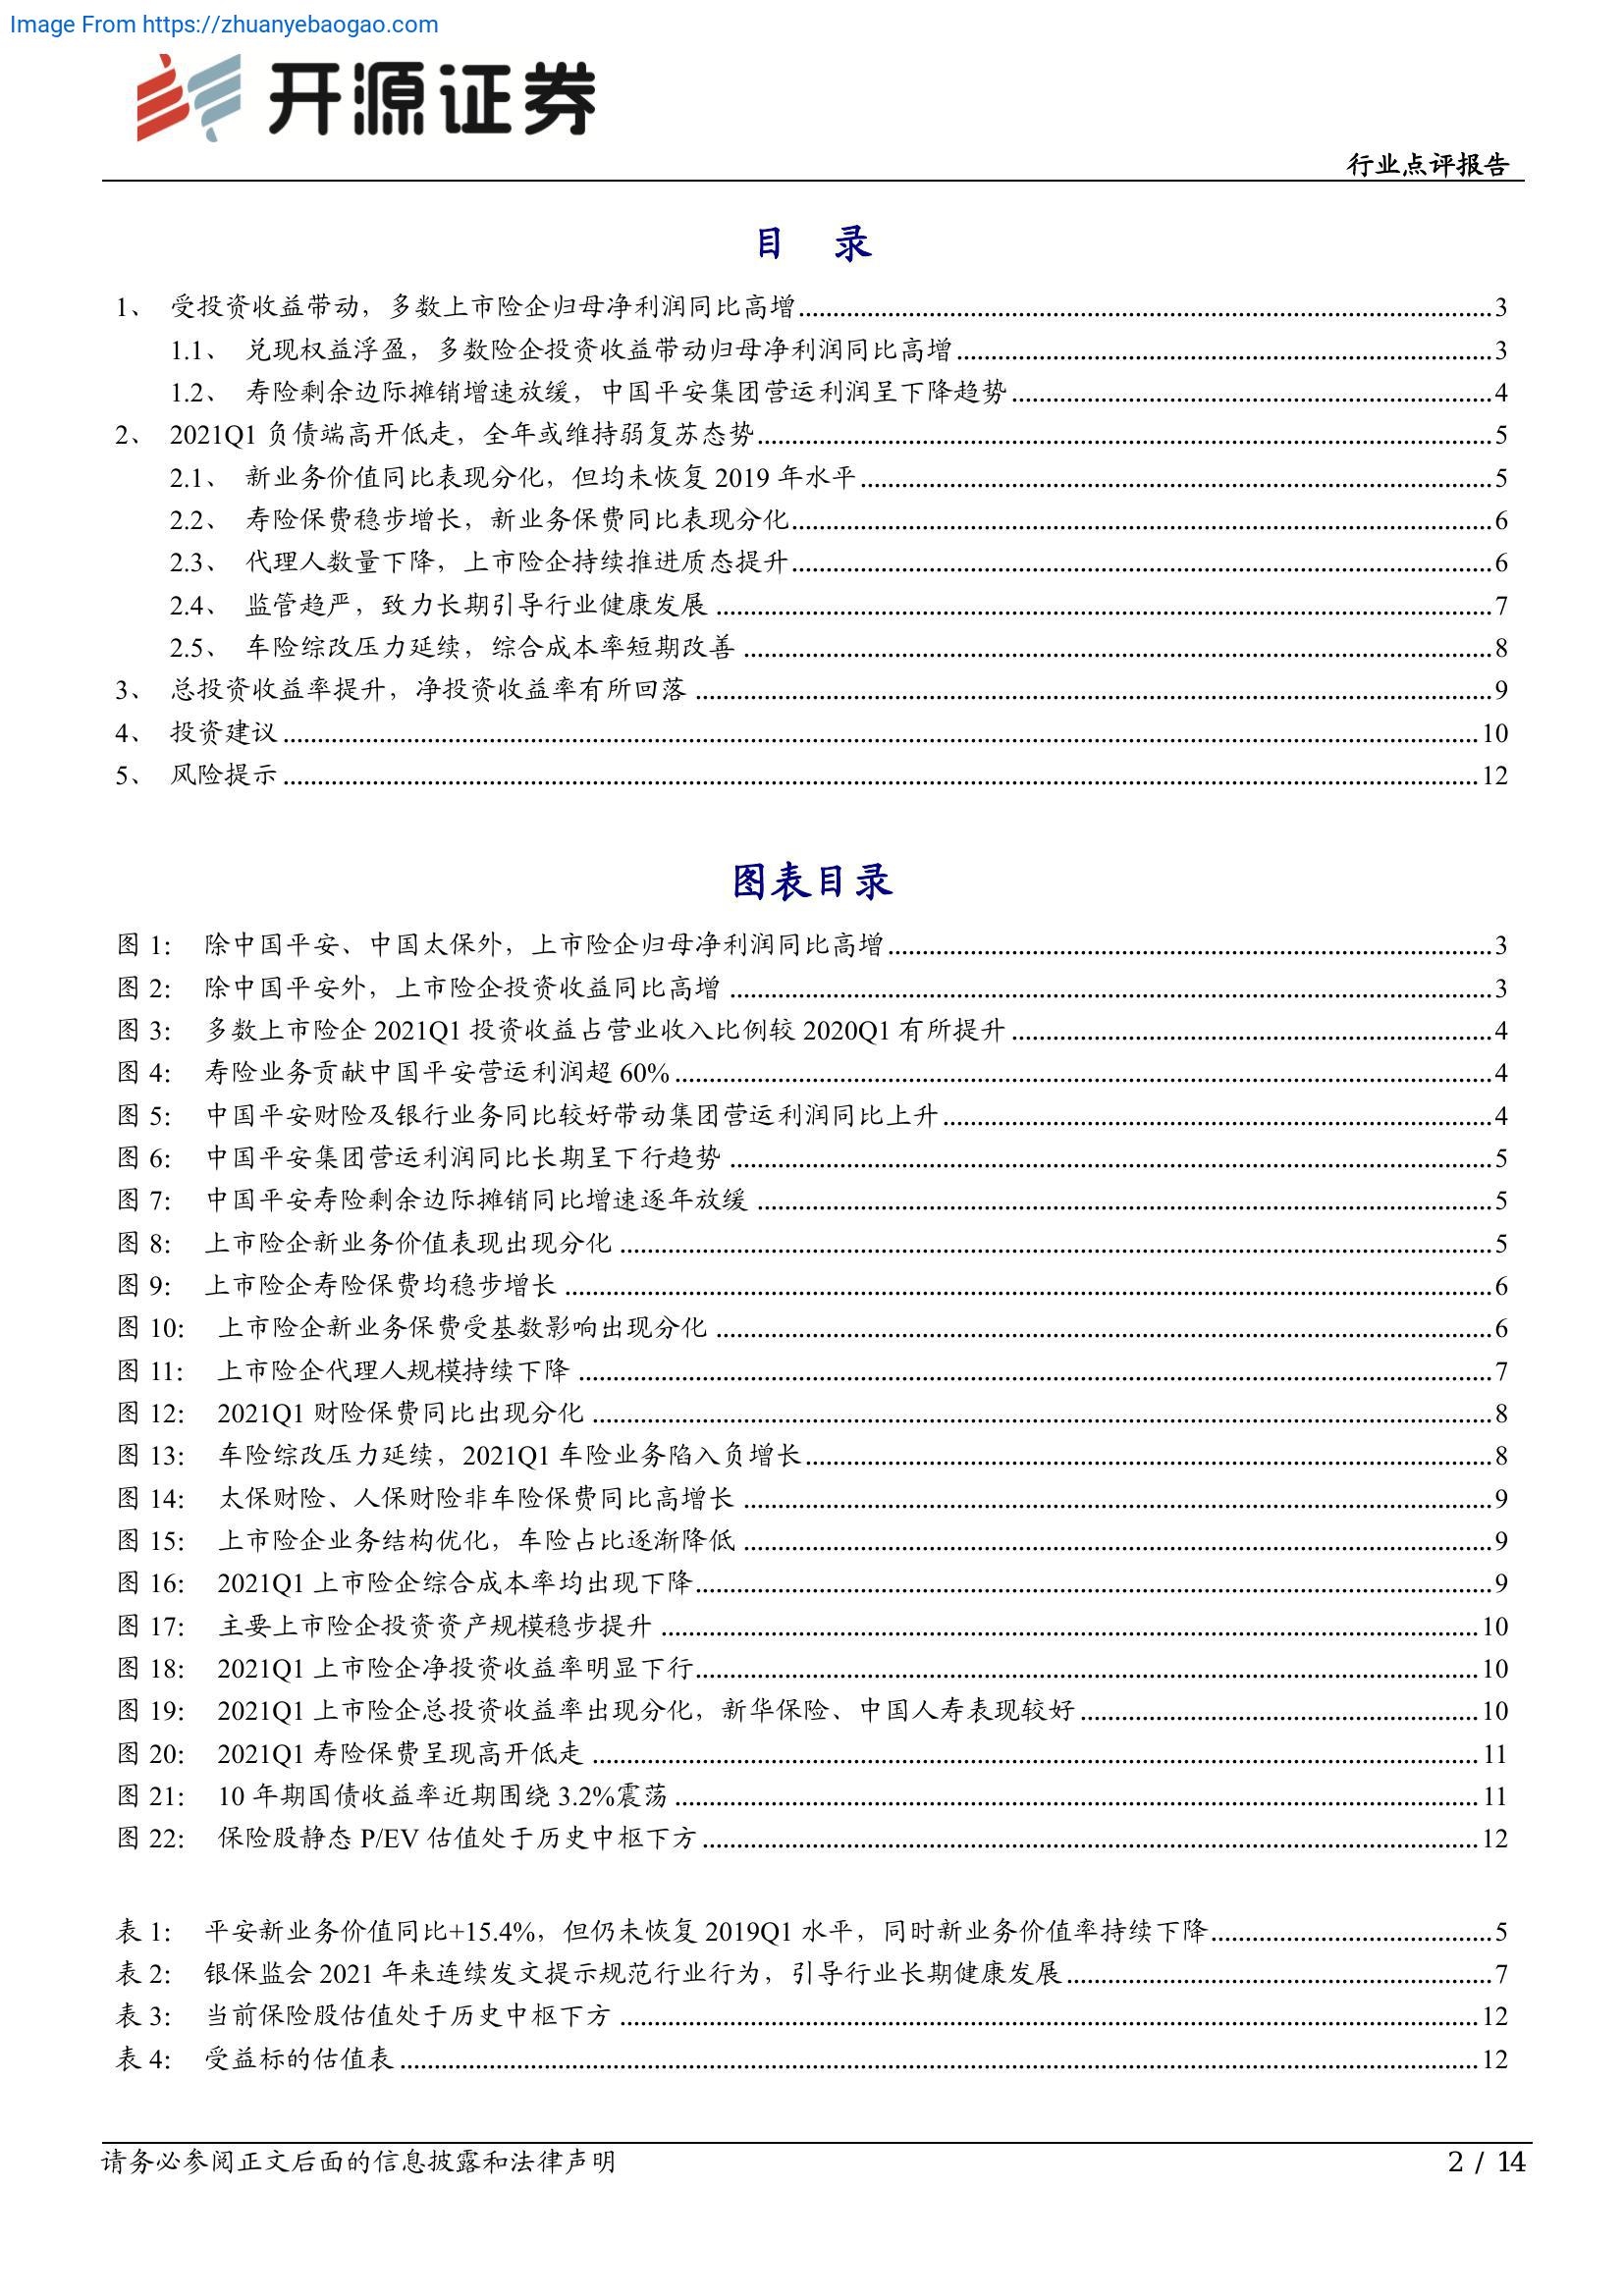 Image From https://zhuanyebaogao.com
开源证券
行业点评报告
目 录
1、 受投资收益带动，多数上市险企归母净利润同比高增 3
1.1、 兑现权益浮盈，多数险企投资收益带动归母净利润同比高增 3
1.2、 寿险剩余边际摊销增速放缓，中国平安集团营运利润呈下降趋势 4
2、 2021Q1 负债端高开低走，全年或维持弱复苏态势 5
2.1、 新业务价值同比表现分化，但均未恢复 2019 年水平 5
2.2、 寿险保费稳步增长，新业务保费同比表现分化 6
2.3、 代理人数量下降，上市险企持续推进质态提升 6
2.4、 监管趋严，致力长期引导行业健康发展 7
2.5、 车险综改压力延续，综合成本率短期改善 8
3、 总投资收益率提升，净投资收益率有所回落 9
4、 投资建议 10
5、 风险提示 12
图表目录
图 1： 除中国平安、中国太保外，上市险企归母净利润同比高增 3
图 2： 除中国平安外，上市险企投资收益同比高增 3
图 3： 多数上市险企 2021Q1 投资收益占营业收入比例较 2020Q1 有所提升 4
图 4： 寿险业务贡献中国平安营运利润超 60% 4
图 5： 中国平安财险及银行业务同比较好带动集团营运利润同比上升 4
图 6： 中国平安集团营运利润同比长期呈下行趋势 5
图 7： 中国平安寿险剩余边际摊销同比增速逐年放缓 5
图 8： 上市险企新业务价值表现出现分化 5
图 9： 上市险企寿险保费均稳步增长 6
图 10： 上市险企新业务保费受基数影响出现分化 6
图 11： 上市险企代理人规模持续下降 7
图 12： 2021Q1 财险保费同比出现分化 8
图 13： 车险综改压力延续，2021Q1 车险业务陷入负增长 8
图 14： 太保财险、人保财险非车险保费同比高增长 9
图 15： 上市险企业务结构优化，车险占比逐渐降低 9
图 16： 2021Q1 上市险企综合成本率均出现下降 9
图 17： 主要上市险企投资资产规模稳步提升 10
图 18： 2021Q1 上市险企净投资收益率明显下行 10
图 19： 2021Q1 上市险企总投资收益率出现分化，新华保险、中国人寿表现较好 10
图 20： 2021Q1 寿险保费呈现高开低走 11
图 21： 10 年期国债收益率近期围绕 3.2%震荡 11
图 22： 保险股静态 P/EV 估值处于历史中枢下方 12
表 1： 平安新业务价值同比+15.4%，但仍未恢复 2019Q1 水平，同时新业务价值率持续下降 5
表 2： 银保监会 2021 年来连续发文提示规范行业行为，引导行业长期健康发展 7
表 3： 当前保险股估值处于历史中枢下方 12
表 4： 受益标的估值表 12
请务必参阅正文后面的信息披露和法律声明
2 / 14